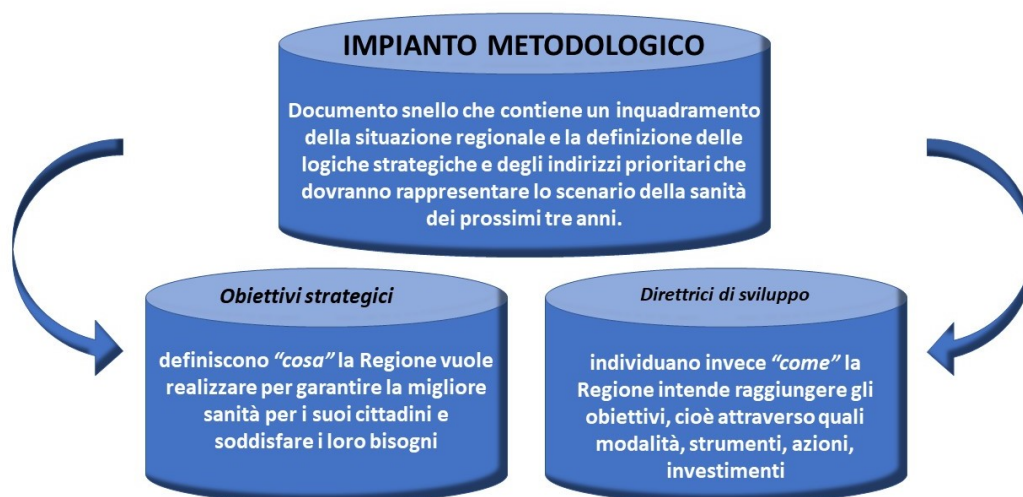 IMPIANTO METODOLOGICO
Documento snello che contiene un inquadramento
della situazione regionale e la definizione delle
logiche strategiche e degli indirizzi prioritari che
dovranno rappresentare lo scenario della sanità
dei prossimi tre anni.
Obiettivi strategici
definiscono “cosa” la Regione vuole
realizzare per garantire la migliore
sanità per i suoi cittadini e
soddisfare i loro bisogni
Direttrici di sviluppo
individuano invece “come” la
Regione intende raggiungere gli
obiettivi, cioè attraverso quali
modalità, strumenti, azioni,
investimenti